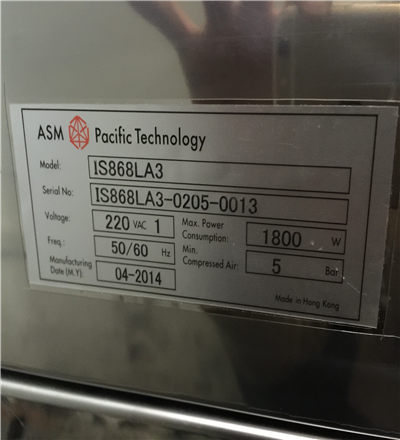 ASM Pacific Technology
Model: IS868LA3
Serial No: IS868LA3-0205-0013
Voltage: 220 VAC 1 Max. Power Consumption: 1800 W
Freq.: 50/60 Hz Min. Compressed Air: 5 Bar
Manufacturing Date (M.Y.) 04-2014
Made in Hong Kong